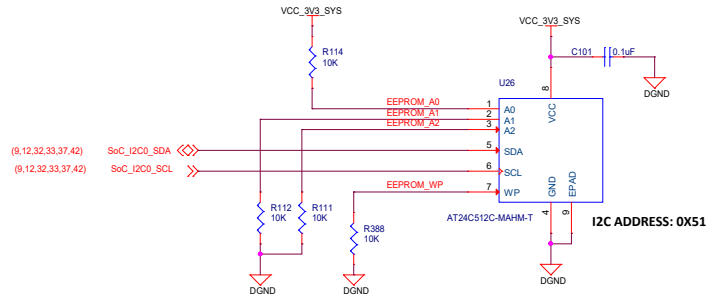 VCC_3V3_SYS
VCC_3V3_SYS
R114
10K
C101
0.1uF
DGND
U26
8
VCC
EEPROM_A0
1
A0
EEPROM_A1
2
A1
EEPROM_A2
3
A2
(9,12,32,33,37,42)
SoC_I2C0_SDA
5
SDA
(9,12,32,33,37,42)
SoC_I2C0_SCL
6
SCL
EEPROM_WP
7
WP
GND
EPAD
R112
10K
R111
10K
R388
10K
4
9
AT24C512C-MAHM-T
I2C ADDRESS: 0X51
DGND
DGND
DGND